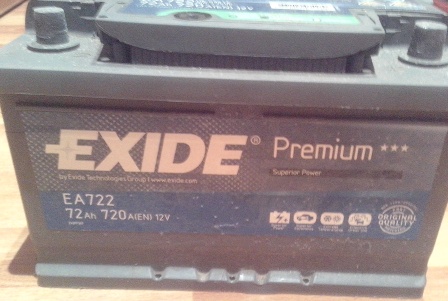 EXIDE® Premium ***
by Exide Technologies Group | www.exide.com
Superior Power
EA722
72Ah 720A(EN) 12V
ORIGINAL
QUALITY